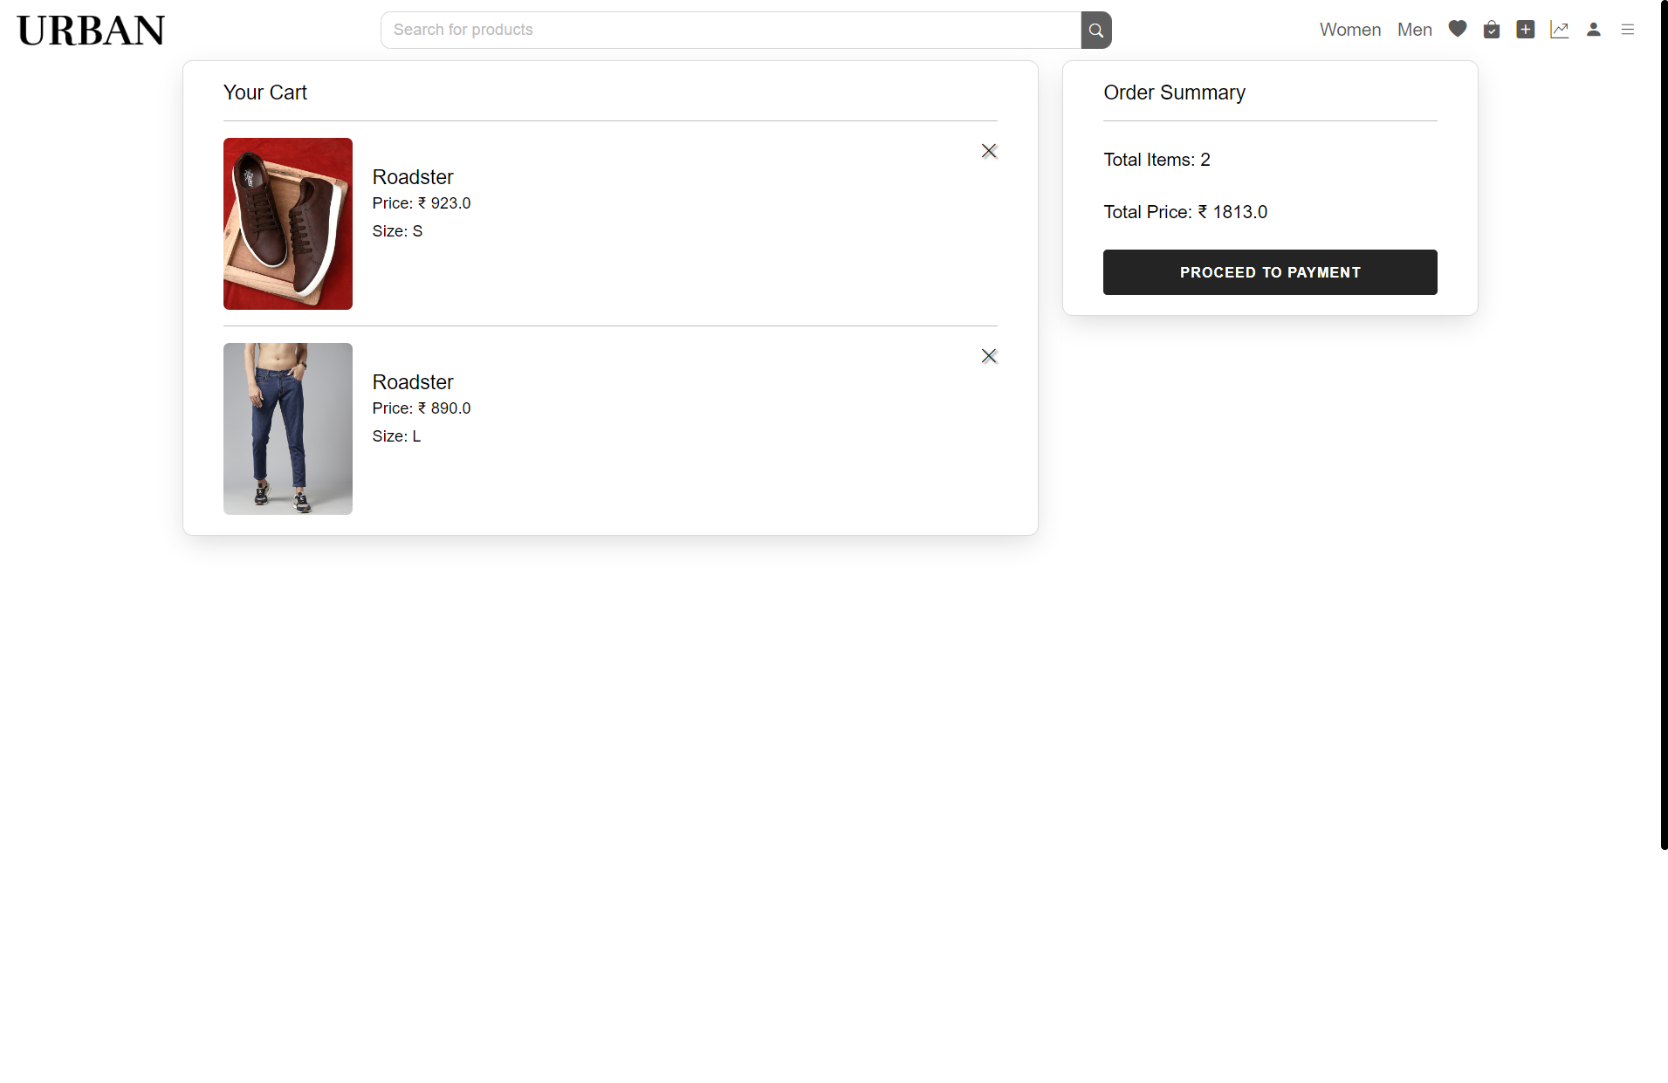 URBAN
Search for products
Women Men
Your Cart
Roadster
Price: ₹ 923.0
Size: S
Roadster
Price: ₹ 890.0
Size: L
Order Summary
Total Items: 2
Total Price: ₹ 1813.0
PROCEED TO PAYMENT